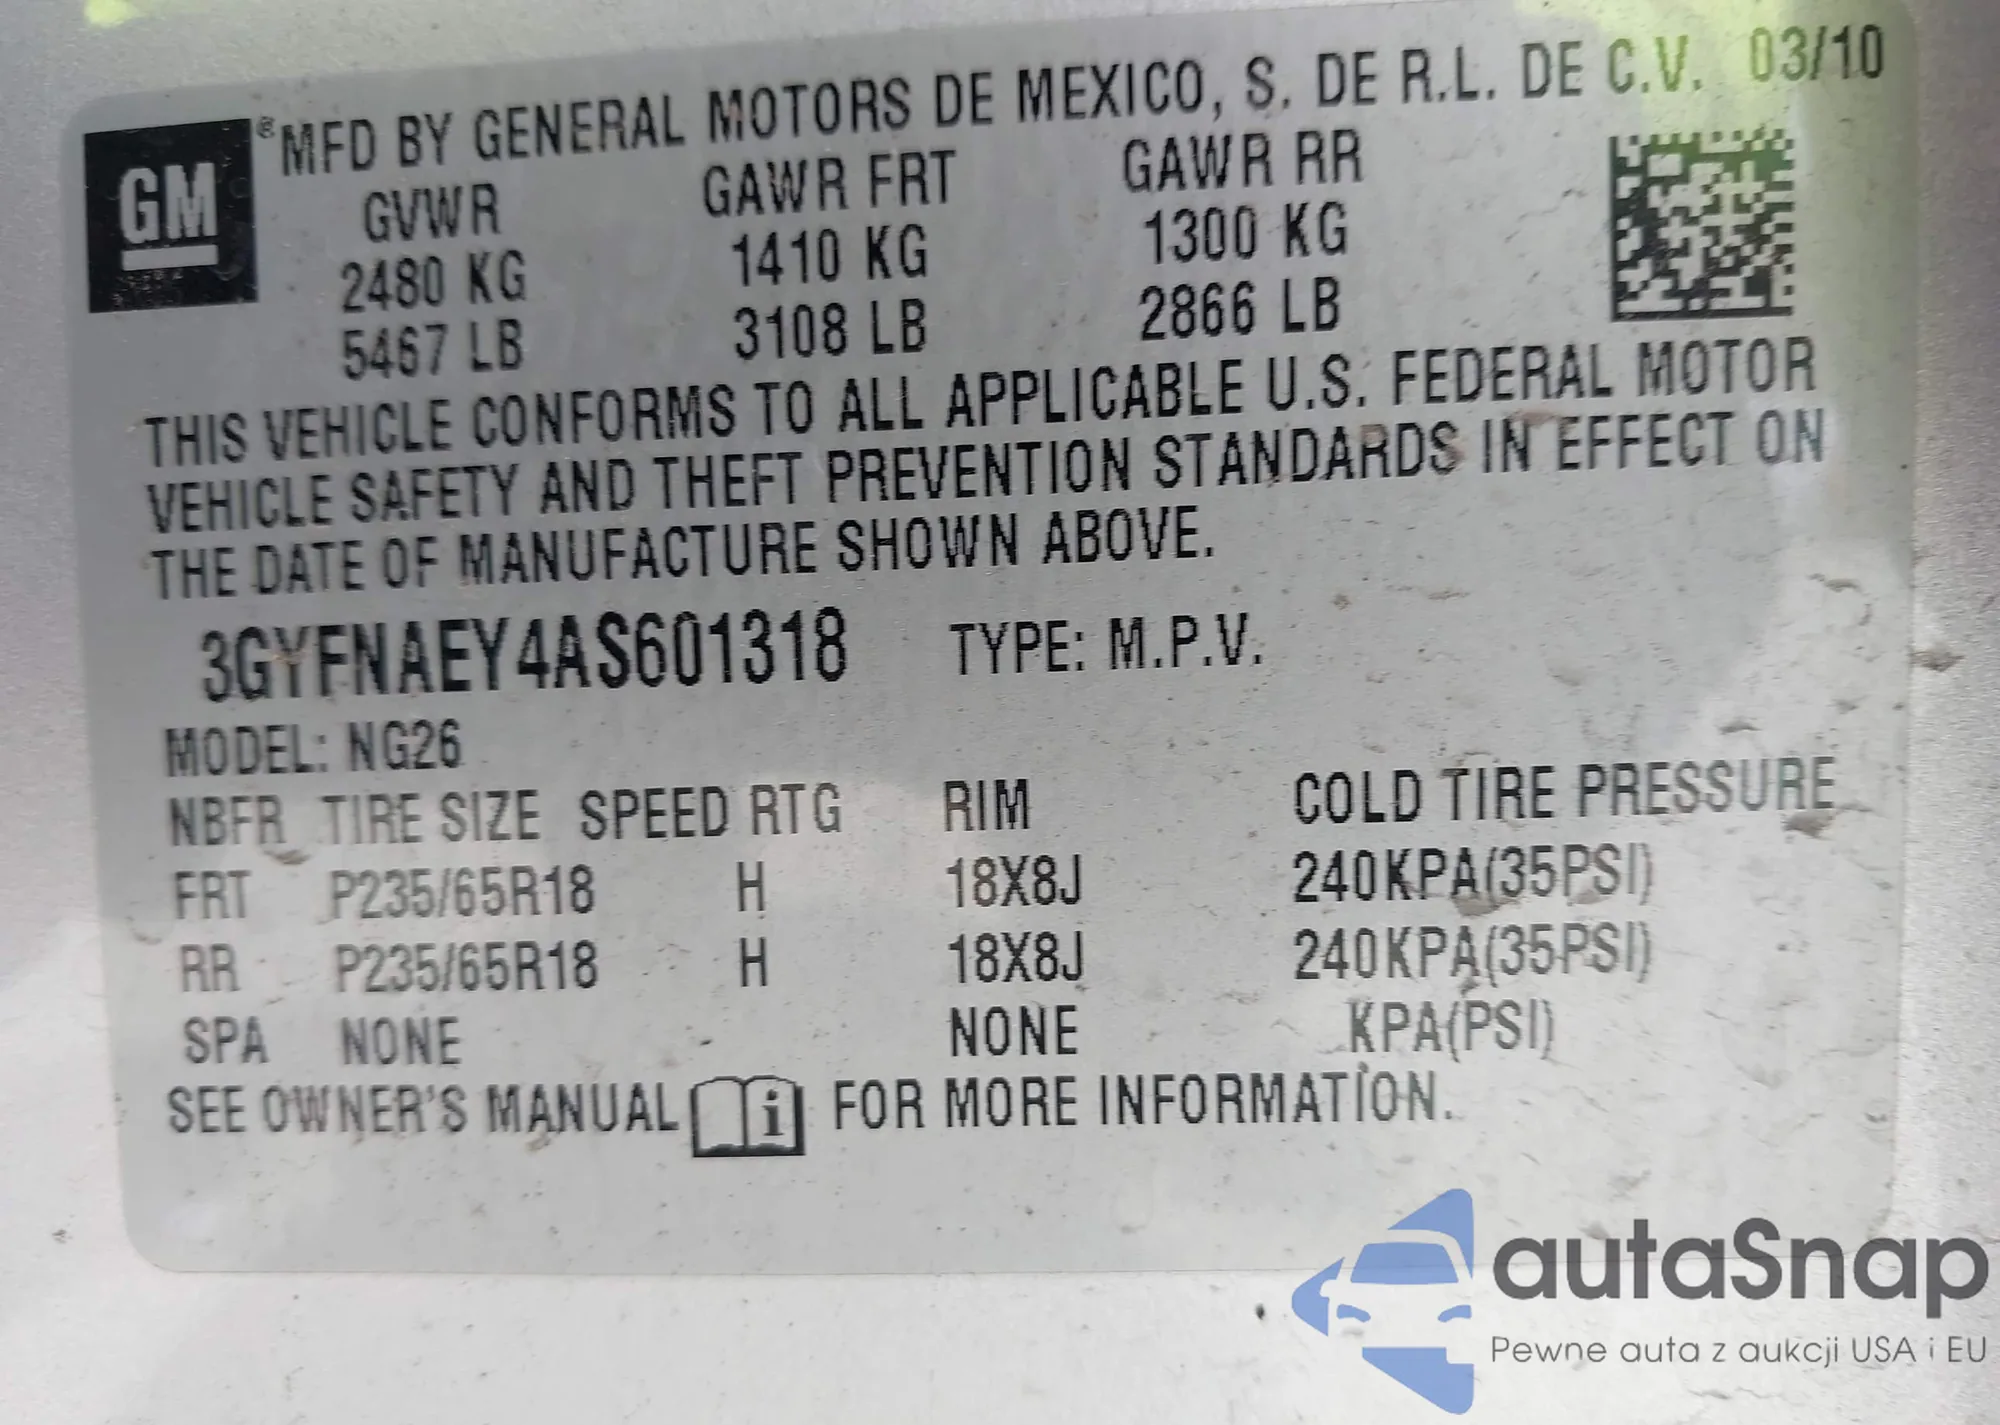 GM ® MFD BY GENERAL MOTORS DE MEXICO, S. DE R.L. DE C.V. 03/10
GVWR GAWR FRT GAWR RR
2480 KG 1410 KG 1300 KG
5467 LB 3108 LB 2866 LB
THIS VEHICLE CONFORMS TO ALL APPLICABLE U.S. FEDERAL MOTOR
VEHICLE SAFETY AND THEFT PREVENTION STANDARDS IN EFFECT ON
THE DATE OF MANUFACTURE SHOWN ABOVE.
3GYFNAEY4AS601318 TYPE: M.P.V.
MODEL: NG26
NBFR TIRE SIZE SPEED RTG RIM COLD TIRE PRESSURE
FRT P235/65R18 H 18X8J 240KPA(35PSI)
RR P235/65R18 H 18X8J 240KPA(35PSI)
SPA NONE NONE KPA(PSI)
SEE OWNER'S MANUAL i FOR MORE INFORMATION.
autaSnap
Pewne auta z aukcji USA i EU